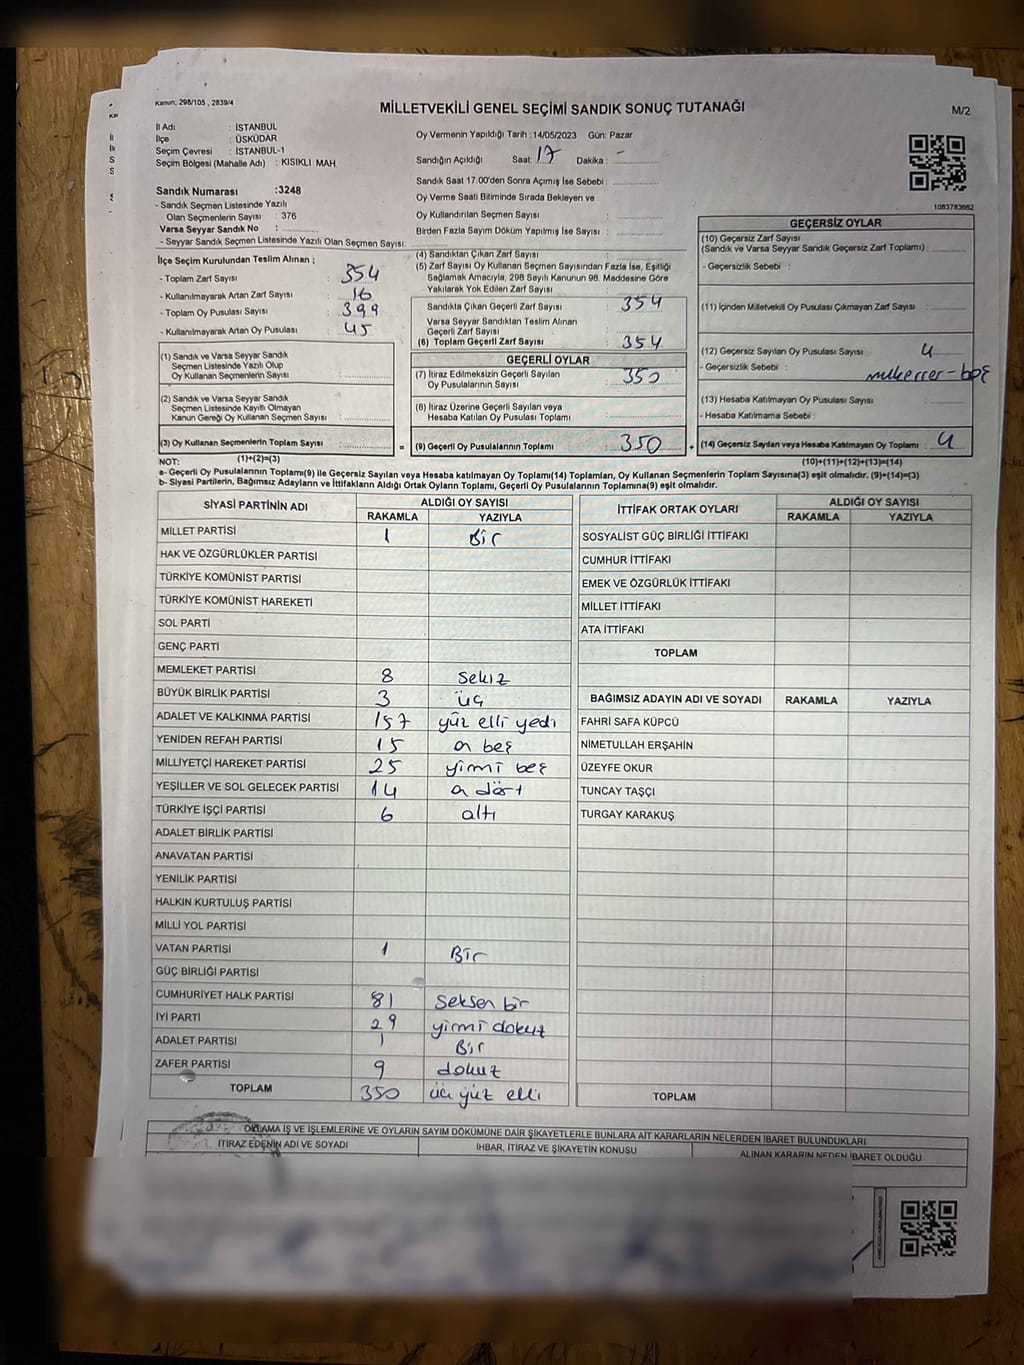 Kanun; 298/105 , 2839/4
MİLLETVEKİLİ GENEL SEÇİMİ SANDIK SONUÇ TUTANAĞI
M/2
İl Adı : İSTANBUL
İlçe : ÜSKÜDAR
Seçim Çevresi : İSTANBUL-1
Seçim Bölgesi (Mahalle Adı) : KISIKLI MAH.
Sandık Numarası :3248
- Sandık Seçmen Listesinde Yazılı
Olan Seçmenlerin Sayısı : 376
Varsa Seyyar Sandık No :
- Seyyar Sandık Seçmen Listesinde Yazılı Olan Seçmen Sayısı:
Oy Vermenin Yapıldığı Tarih :14/05/2023 Gün: Pazar
Sandığın Açıldığı Saat: 17 Dakika : -
Sandık Saat 17.00'den Sonra Açılmış İse Sebebi :
Oy Verme Saati Bitiminde Sırada Bekleyen ve
Oy Kullandırılan Seçmen Sayısı :
Birden Fazla Sayım Döküm Yapılmış İse Sayısı :
1083783662
İlçe Seçim Kurulundan Teslim Alınan ;
- Toplam Zarf Sayısı : 354
- Kullanılmayarak Artan Zarf Sayısı : 16
- Toplam Oy Pusulası Sayısı : 399
- Kullanılmayarak Artan Oy Pusulası : 45
(1) Sandık ve Varsa Seyyar Sandık
Seçmen Listesinde Yazılı Olup
Oy Kullanan Seçmenlerin Sayısı :
(2) Sandık ve Varsa Seyyar Sandık
Seçmen Listesinde Kayıtlı Olmayan
Kanun Gereği Oy Kullanan Seçmen Sayısı :
(3) Oy Kullanan Seçmenlerin Toplam Sayısı :
(1)+(2)=(3)
(4) Sandıktan Çıkan Zarf Sayısı :
(5) Zarf Sayısı Oy Kullanan Seçmen Sayısından Fazla İse, Eşitliği
Sağlamak Amacıyla, 298 Sayılı Kanunun 98. Maddesine Göre
Yakılarak Yok Edilen Zarf Sayısı :
Sandıkta Çıkan Geçerli Zarf Sayısı : 354
Varsa Seyyar Sandıktan Teslim Alınan
Geçerli Zarf Sayısı :
(6) Toplam Geçerli Zarf Sayısı : 354
GEÇERLİ OYLAR
(7) İtiraz Edilmeksizin Geçerli Sayılan
Oy Pusulalarının Sayısı : 350
(8) İtiraz Üzerine Geçerli Sayılan veya
Hesaba Katılan Oy Pusulası Toplamı :
= (9) Geçerli Oy Pusulalarının Toplamı : 350 +
GEÇERSİZ OYLAR
(10) Geçersiz Zarf Sayısı
(Sandık ve Varsa Seyyar Sandık Geçersiz Zarf Toplamı) :
- Geçersizlik Sebebi :
(11) İçinden Milletvekili Oy Pusulası Çıkmayan Zarf Sayısı :
(12) Geçersiz Sayılan Oy Pusulası Sayısı : 4
- Geçersizlik Sebebi : mükerrer-boş
(13) Hesaba Katılmayan Oy Pusulası Sayısı :
- Hesaba Katılmama Sebebi :
(14) Geçersiz Sayılan veya Hesaba Katılmayan Oy Toplamı : 4
(10)+(11)+(12)+(13)=(14)
NOT:
a- Geçerli Oy Pusulalarının Toplamı(9) ile Geçersiz Sayılan veya Hesaba katılmayan Oy Toplamı(14) Toplamları, Oy Kullanan Seçmenlerin Toplam Sayısına(3) eşit olmalıdır. (9)+(14)=(3)
b- Siyasi Partilerin, Bağımsız Adayların ve İttifakların Aldığı Ortak Oyların Toplamı, Geçerli Oy Pusulalarının Toplamına(9) eşit olmalıdır.
SİYASİ PARTİNİN ADI ALDIĞI OY SAYISI
RAKAMLA YAZIYLA
MİLLET PARTİSİ 1 Bir
HAK VE ÖZGÜRLÜKLER PARTİSİ
TÜRKİYE KOMÜNİST PARTİSİ
TÜRKİYE KOMÜNİST HAREKETİ
SOL PARTİ
GENÇ PARTİ
MEMLEKET PARTİSİ 8 sekiz
BÜYÜK BİRLİK PARTİSİ 3 üç
ADALET VE KALKINMA PARTİSİ 157 yüz elli yedi
YENİDEN REFAH PARTİSİ 15 on beş
MİLLİYETÇİ HAREKET PARTİSİ 25 yirmi beş
YEŞİLLER VE SOL GELECEK PARTİSİ 14 on dört
TÜRKİYE İŞÇİ PARTİSİ 6 altı
ADALET BİRLİK PARTİSİ
ANAVATAN PARTİSİ
YENİLİK PARTİSİ
HALKIN KURTULUŞ PARTİSİ
MİLLİ YOL PARTİSİ
VATAN PARTİSİ 1 Bir
GÜÇ BİRLİĞİ PARTİSİ
CUMHURİYET HALK PARTİSİ 81 seksen bir
İYİ PARTİ 29 yirmi dokuz
ADALET PARTİSİ 1 Bir
ZAFER PARTİSİ 9 dokuz
TOPLAM 350 üç yüz elli
İTTİFAK ORTAK OYLARI ALDIĞI OY SAYISI
RAKAMLA YAZIYLA
SOSYALİST GÜÇ BİRLİĞİ İTTİFAKI
CUMHUR İTTİFAKI
EMEK VE ÖZGÜRLÜK İTTİFAKI
MİLLET İTTİFAKI
ATA İTTİFAKI
TOPLAM
BAĞIMSIZ ADAYIN ADI VE SOYADI RAKAMLA YAZIYLA
FAHRİ SAFA KÜPCÜ
NİMETULLAH ERŞAHİN
ÜZEYFE OKUR
TUNCAY TAŞÇI
TURGAY KARAKUŞ
TOPLAM
OYLAMA İŞ VE İŞLEMLERİNE VE OYLARIN SAYIM DÖKÜMÜNE DAİR ŞİKAYETLERLE BUNLARA AİT KARARLARIN NELERDEN İBARET BULUNDUKLARI
İTİRAZ EDENİN ADI VE SOYADI İHBAR, İTİRAZ VE ŞİKAYETİN KONUSU ALINAN KARARIN NEDEN İBARET OLDUĞU